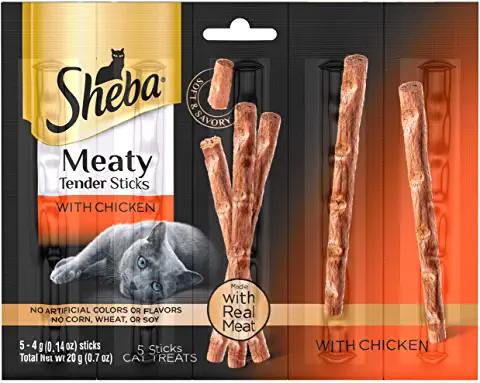 Sheba
SOFT & SAVORY
Meaty
Tender Sticks
WITH CHICKEN
Made
with
Real
Meat
NO ARTIFICIAL COLORS OR FLAVORS
NO CORN, WHEAT, OR SOY
5 - 4 g (0.14 oz) sticks
Total Net Wt 20 g (0.7 oz)
5 Sticks
CAT TREATS
WITH CHICKEN